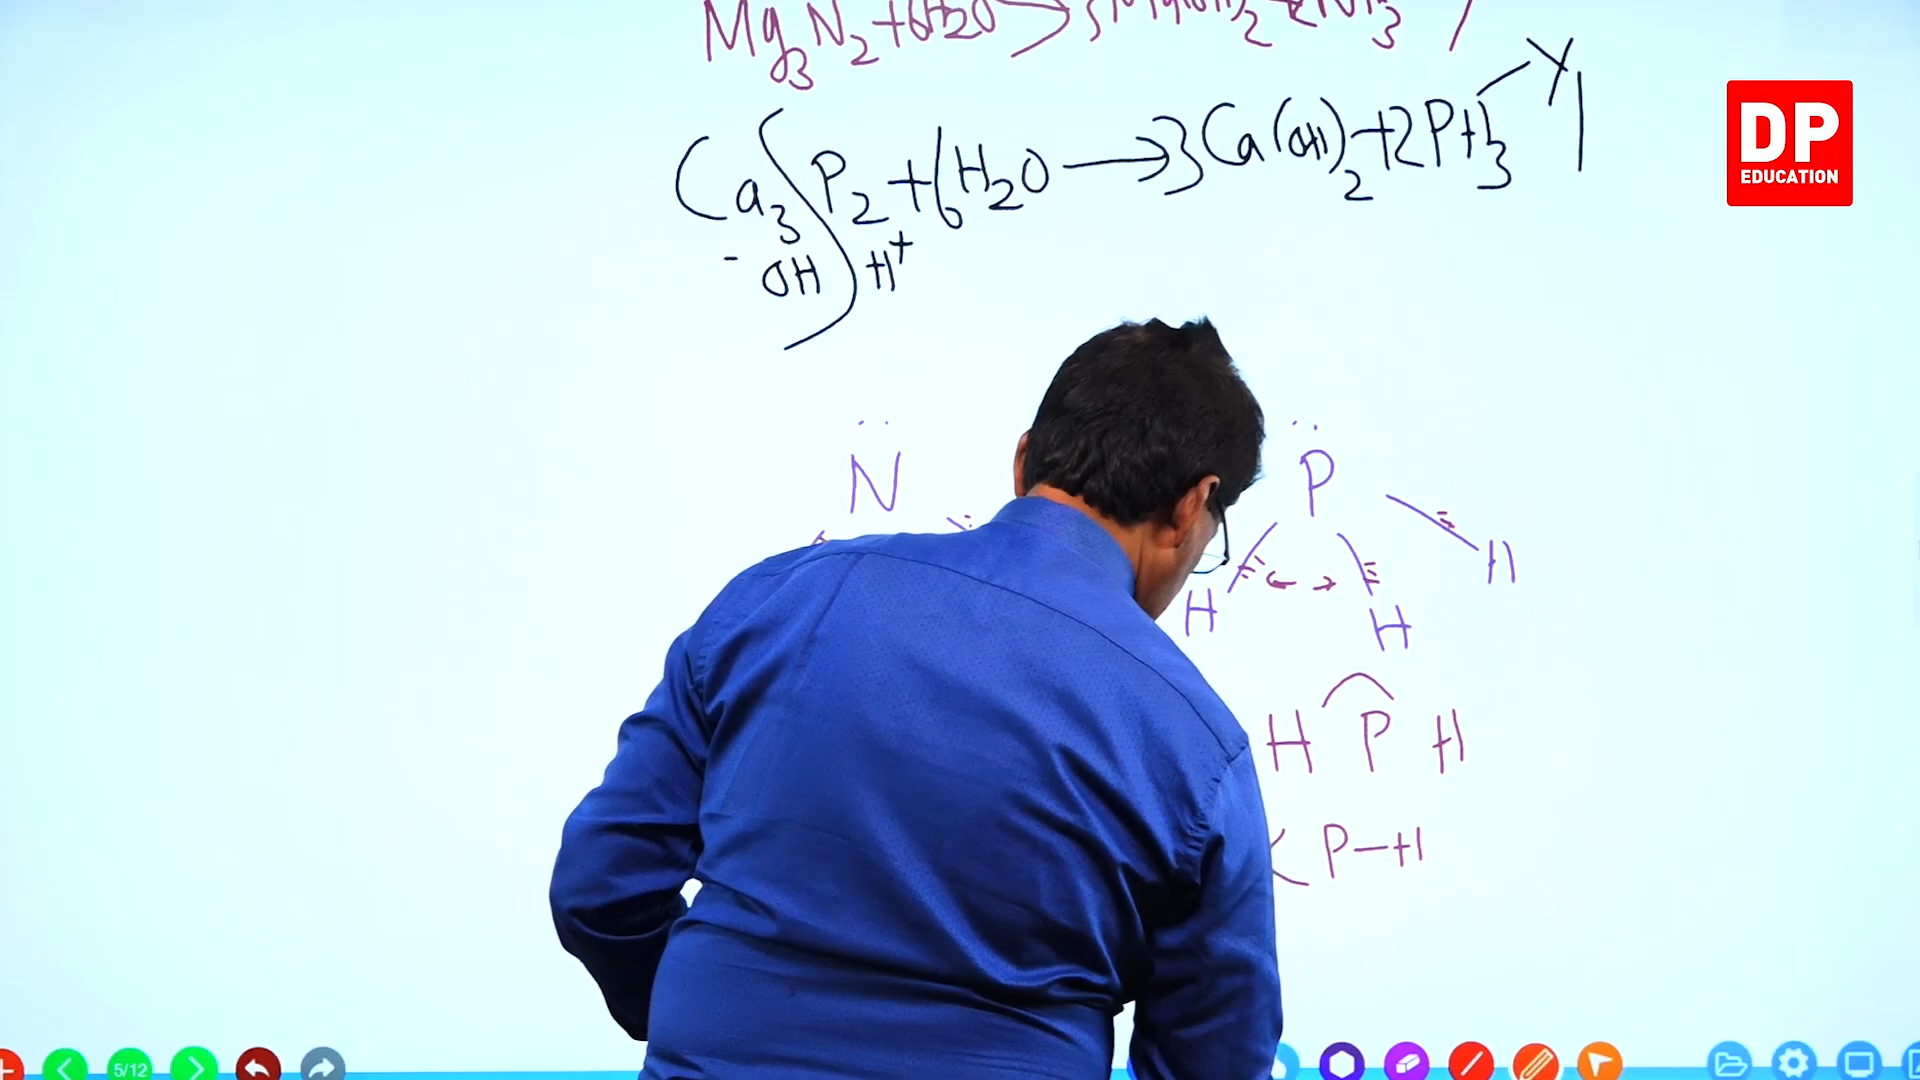 Mg3N2+6H2O→3Mg(OH)2+2NH3
Ca3P2+6H2O→3Ca(OH)2+2PH3 Y
-OH H+
DP
EDUCATION
N P
H
H H
H P H
< P-H
5/12